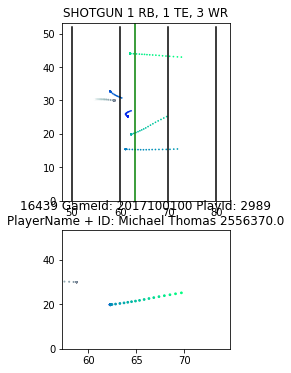 SHOTGUN 1 RB, 1 TE, 3 WR
50
40
30
20
10
0
50 60 70 80
16439 GameId: 2017100100 PlayId: 2989
PlayerName + ID: Michael Thomas 2556370.0
40
20
0
60 65 70